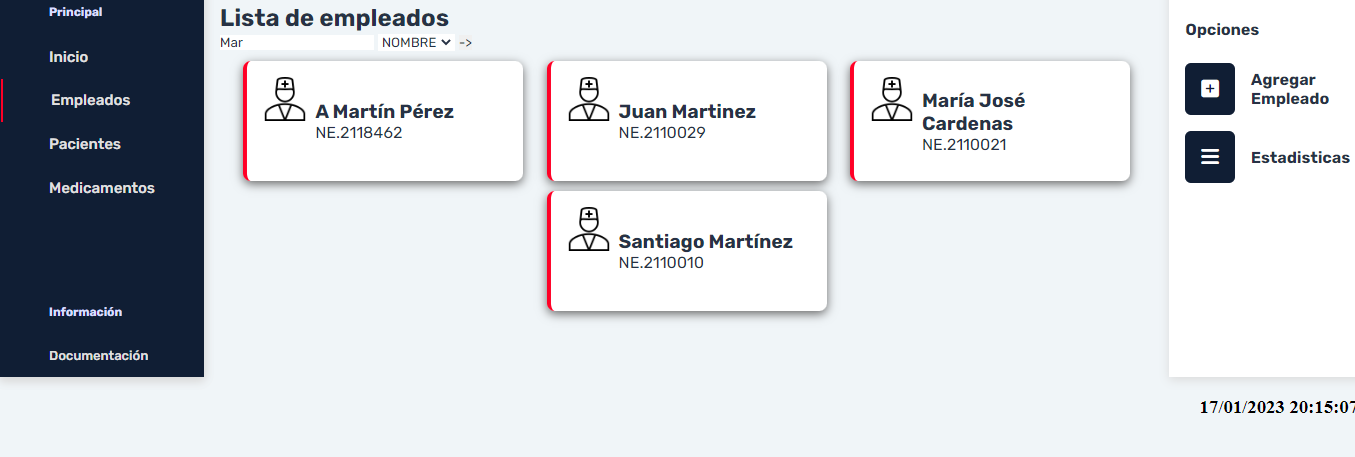 Principal
Inicio
Empleados
Pacientes
Medicamentos
Información
Documentación
Lista de empleados
Mar NOMBRE ->
A Martín Pérez
NE.2118462
Juan Martinez
NE.2110029
María José
Cardenas
NE.2110021
Santiago Martínez
NE.2110010
Opciones
Agregar
Empleado
Estadisticas
17/01/2023 20:15:07